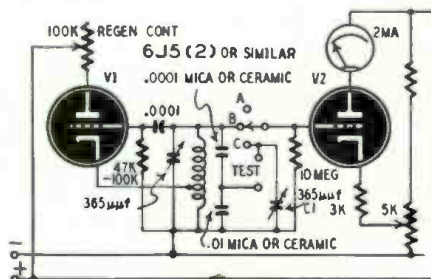 100K
REGEN CONT
2MA
6J5(2) OR SIMILAR
.0001 MICA OR CERAMIC
V1
V2
.0001
A
B
C
TEST
47K
-100K
10 MEG
365μμf
365μμf
C1
3K
5K
.01 MICA OR CERAMIC